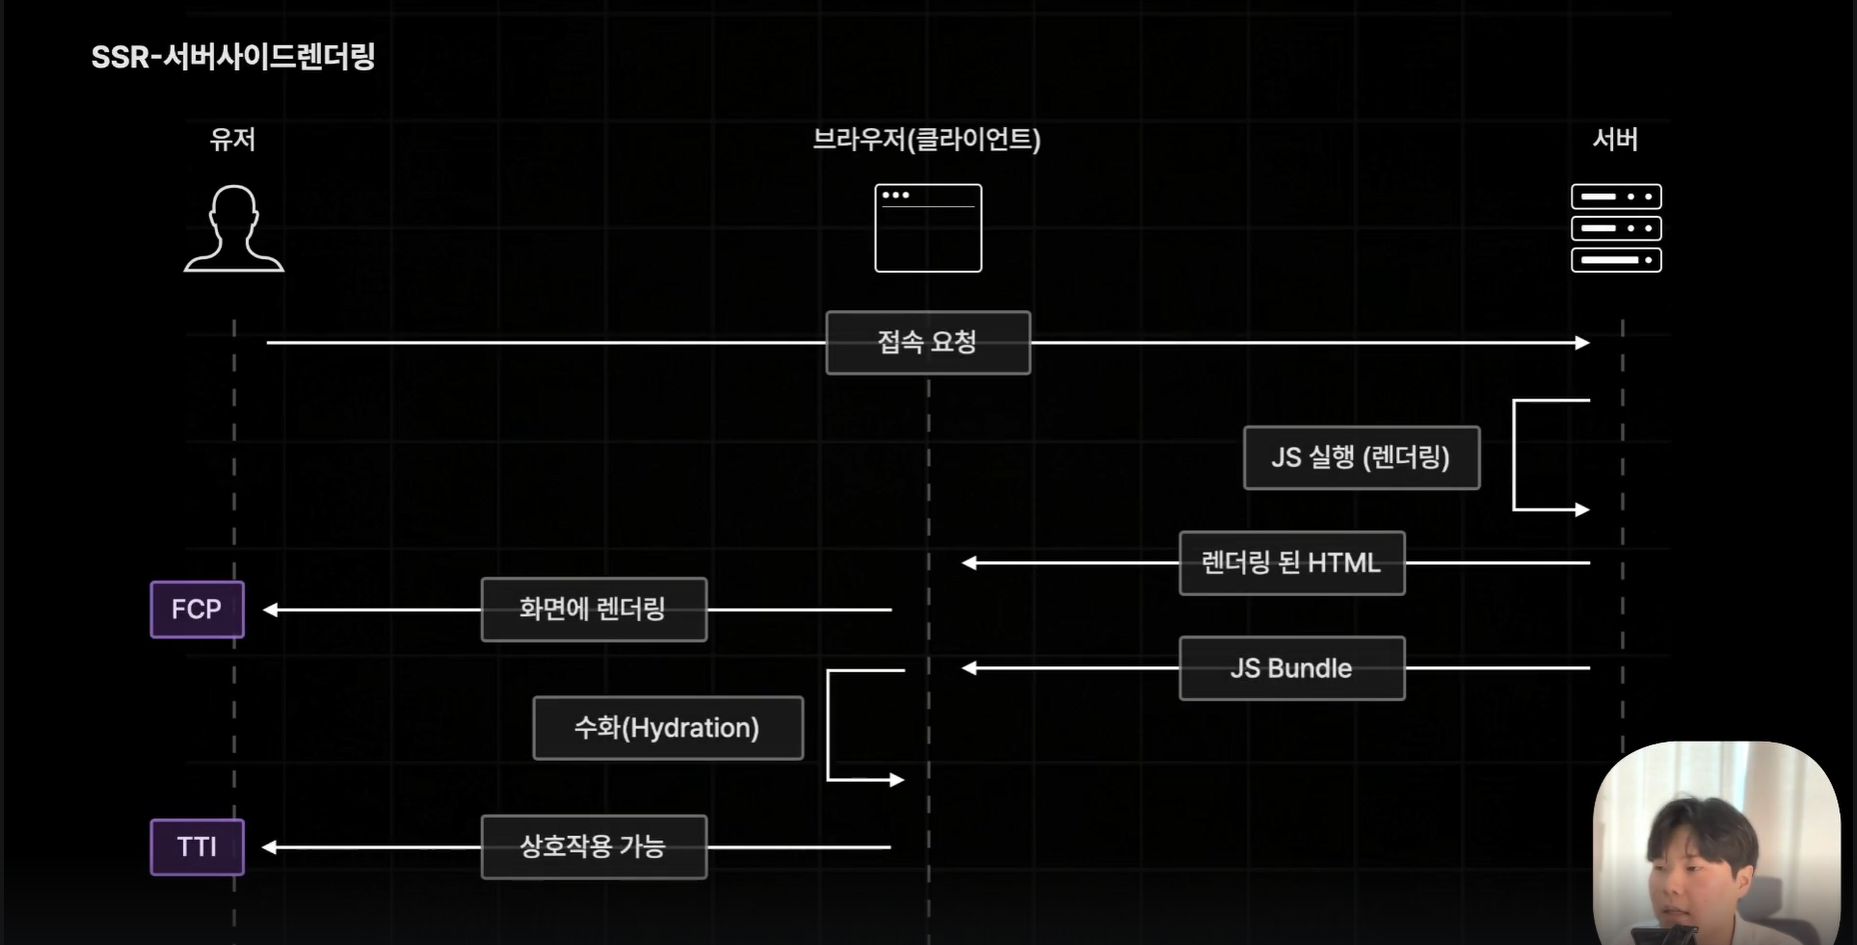 SSR-서버사이드렌더링
유저
브라우저(클라이언트)
서버
접속 요청
JS 실행 (렌더링)
렌더링 된 HTML
FCP
화면에 렌더링
JS Bundle
수화(Hydration)
TTI
상호작용 가능